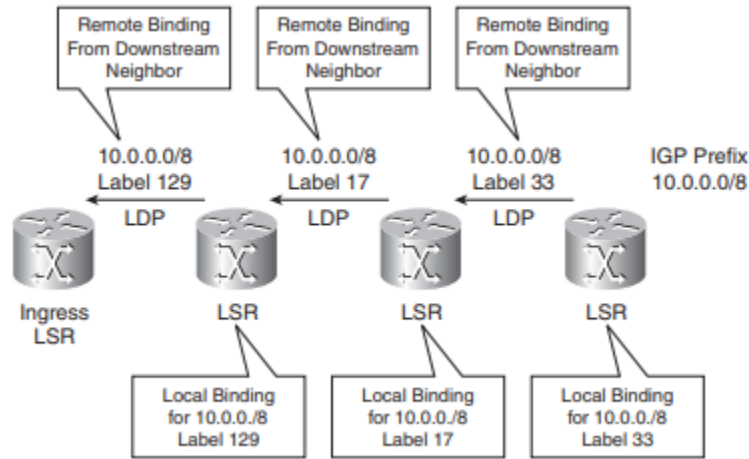 Remote Binding
From Downstream
Neighbor
Remote Binding
From Downstream
Neighbor
Remote Binding
From Downstream
Neighbor
10.0.0.0/8
Label 129
LDP
10.0.0.0/8
Label 17
LDP
10.0.0.0/8
Label 33
LDP
IGP Prefix
10.0.0.0/8
Ingress
LSR
LSR
LSR
LSR
Local Binding
for 10.0.0./8
Label 129
Local Binding
for 10.0.0./8
Label 17
Local Binding
for 10.0.0./8
Label 33